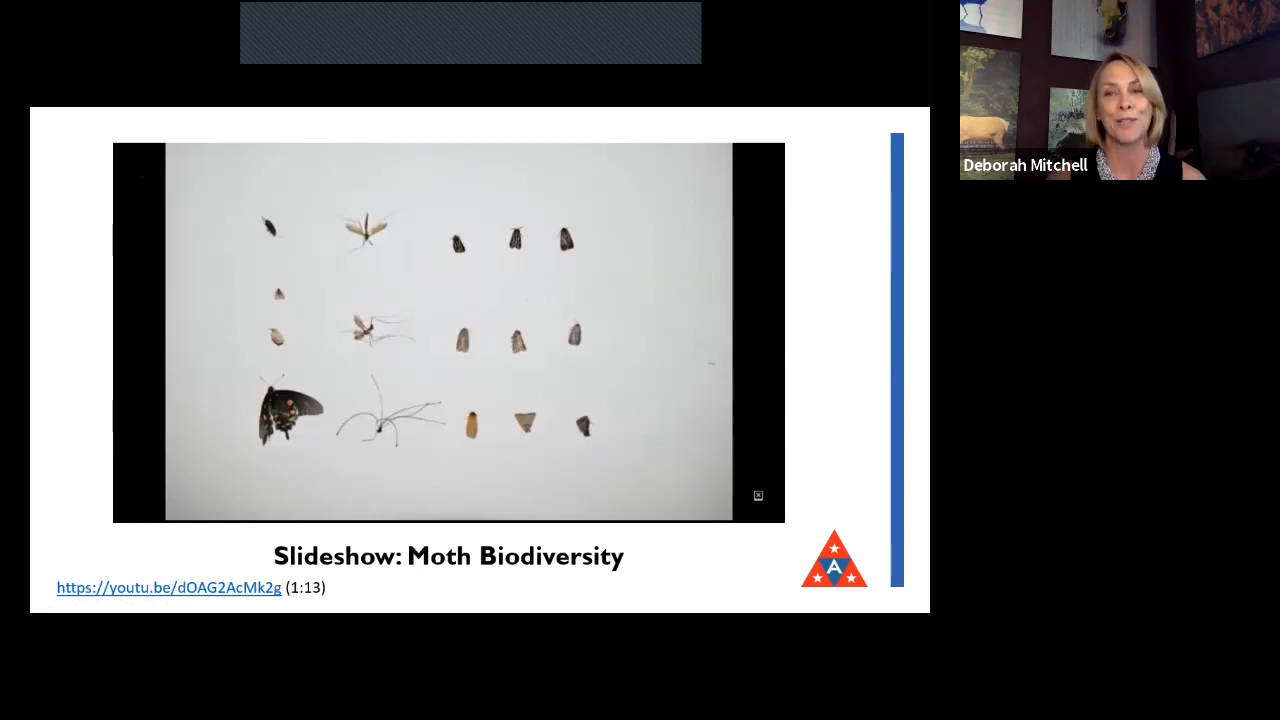 Deborah Mitchell
Slideshow: Moth Biodiversity
https://youtu.be/dOAG2AcMk2g (1:13)
A